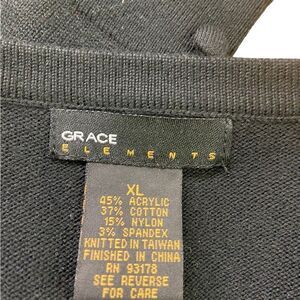 GRACE
ELEMENTS
XL
45% ACRYLIC
37% COTTON
15% NYLON
3% SPANDEX
KNITTED IN TAIWAN
FINISHED IN CHINA
RN 93178
SEE REVERSE
FOR CARE